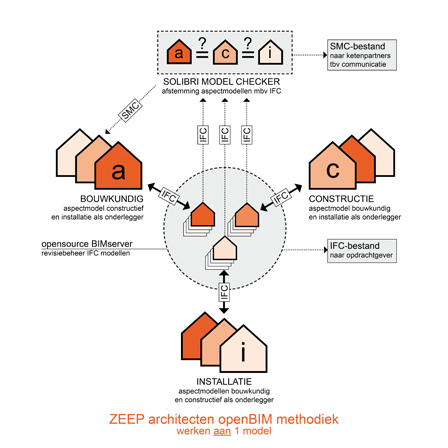 a ? = c ? = i
SOLIBRI MODEL CHECKER
afstemming aspectmodellen mbv IFC
SMC-bestand
naar ketenpartners
tbv communicatie
SMC
IFC
IFC
IFC
a
c
BOUWKUNDIG
aspectmodel constructief
en installatie als onderlegger
IFC
IFC
CONSTRUCTIE
aspectmodel bouwkundig
en installatie als onderlegger
opensource BIMserver
revisiebeheer IFC modellen
IFC-bestand
naar opdrachtgever
IFC
i
INSTALLATIE
aspectmodellen bouwkundig
en constructief als onderlegger
ZEEP architecten openBIM methodiek
werken aan 1 model